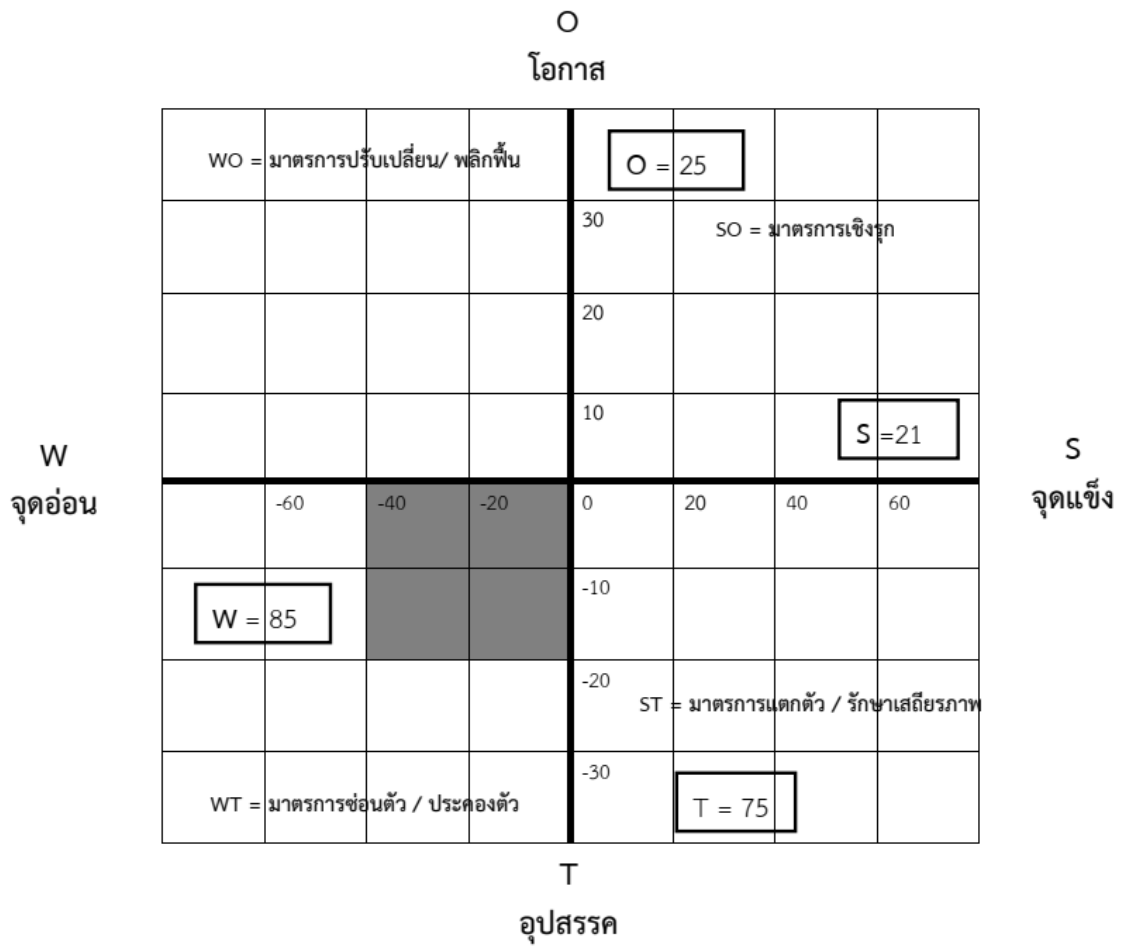 O
โอกาส
WO = มาตรการปรับเปลี่ยน/ พลิกฟื้น
O = 25
30
SO = มาตรการเชิงรุก
20
10
S =21
W
จุดอ่อน
S
จุดแข็ง
-60 -40 -20 0 20 40 60
-10
W = 85
-20
ST = มาตรการแตกตัว / รักษาเสถียรภาพ
-30
WT = มาตรการซ่อนตัว / ประคองตัว
T = 75
T
อุปสรรค